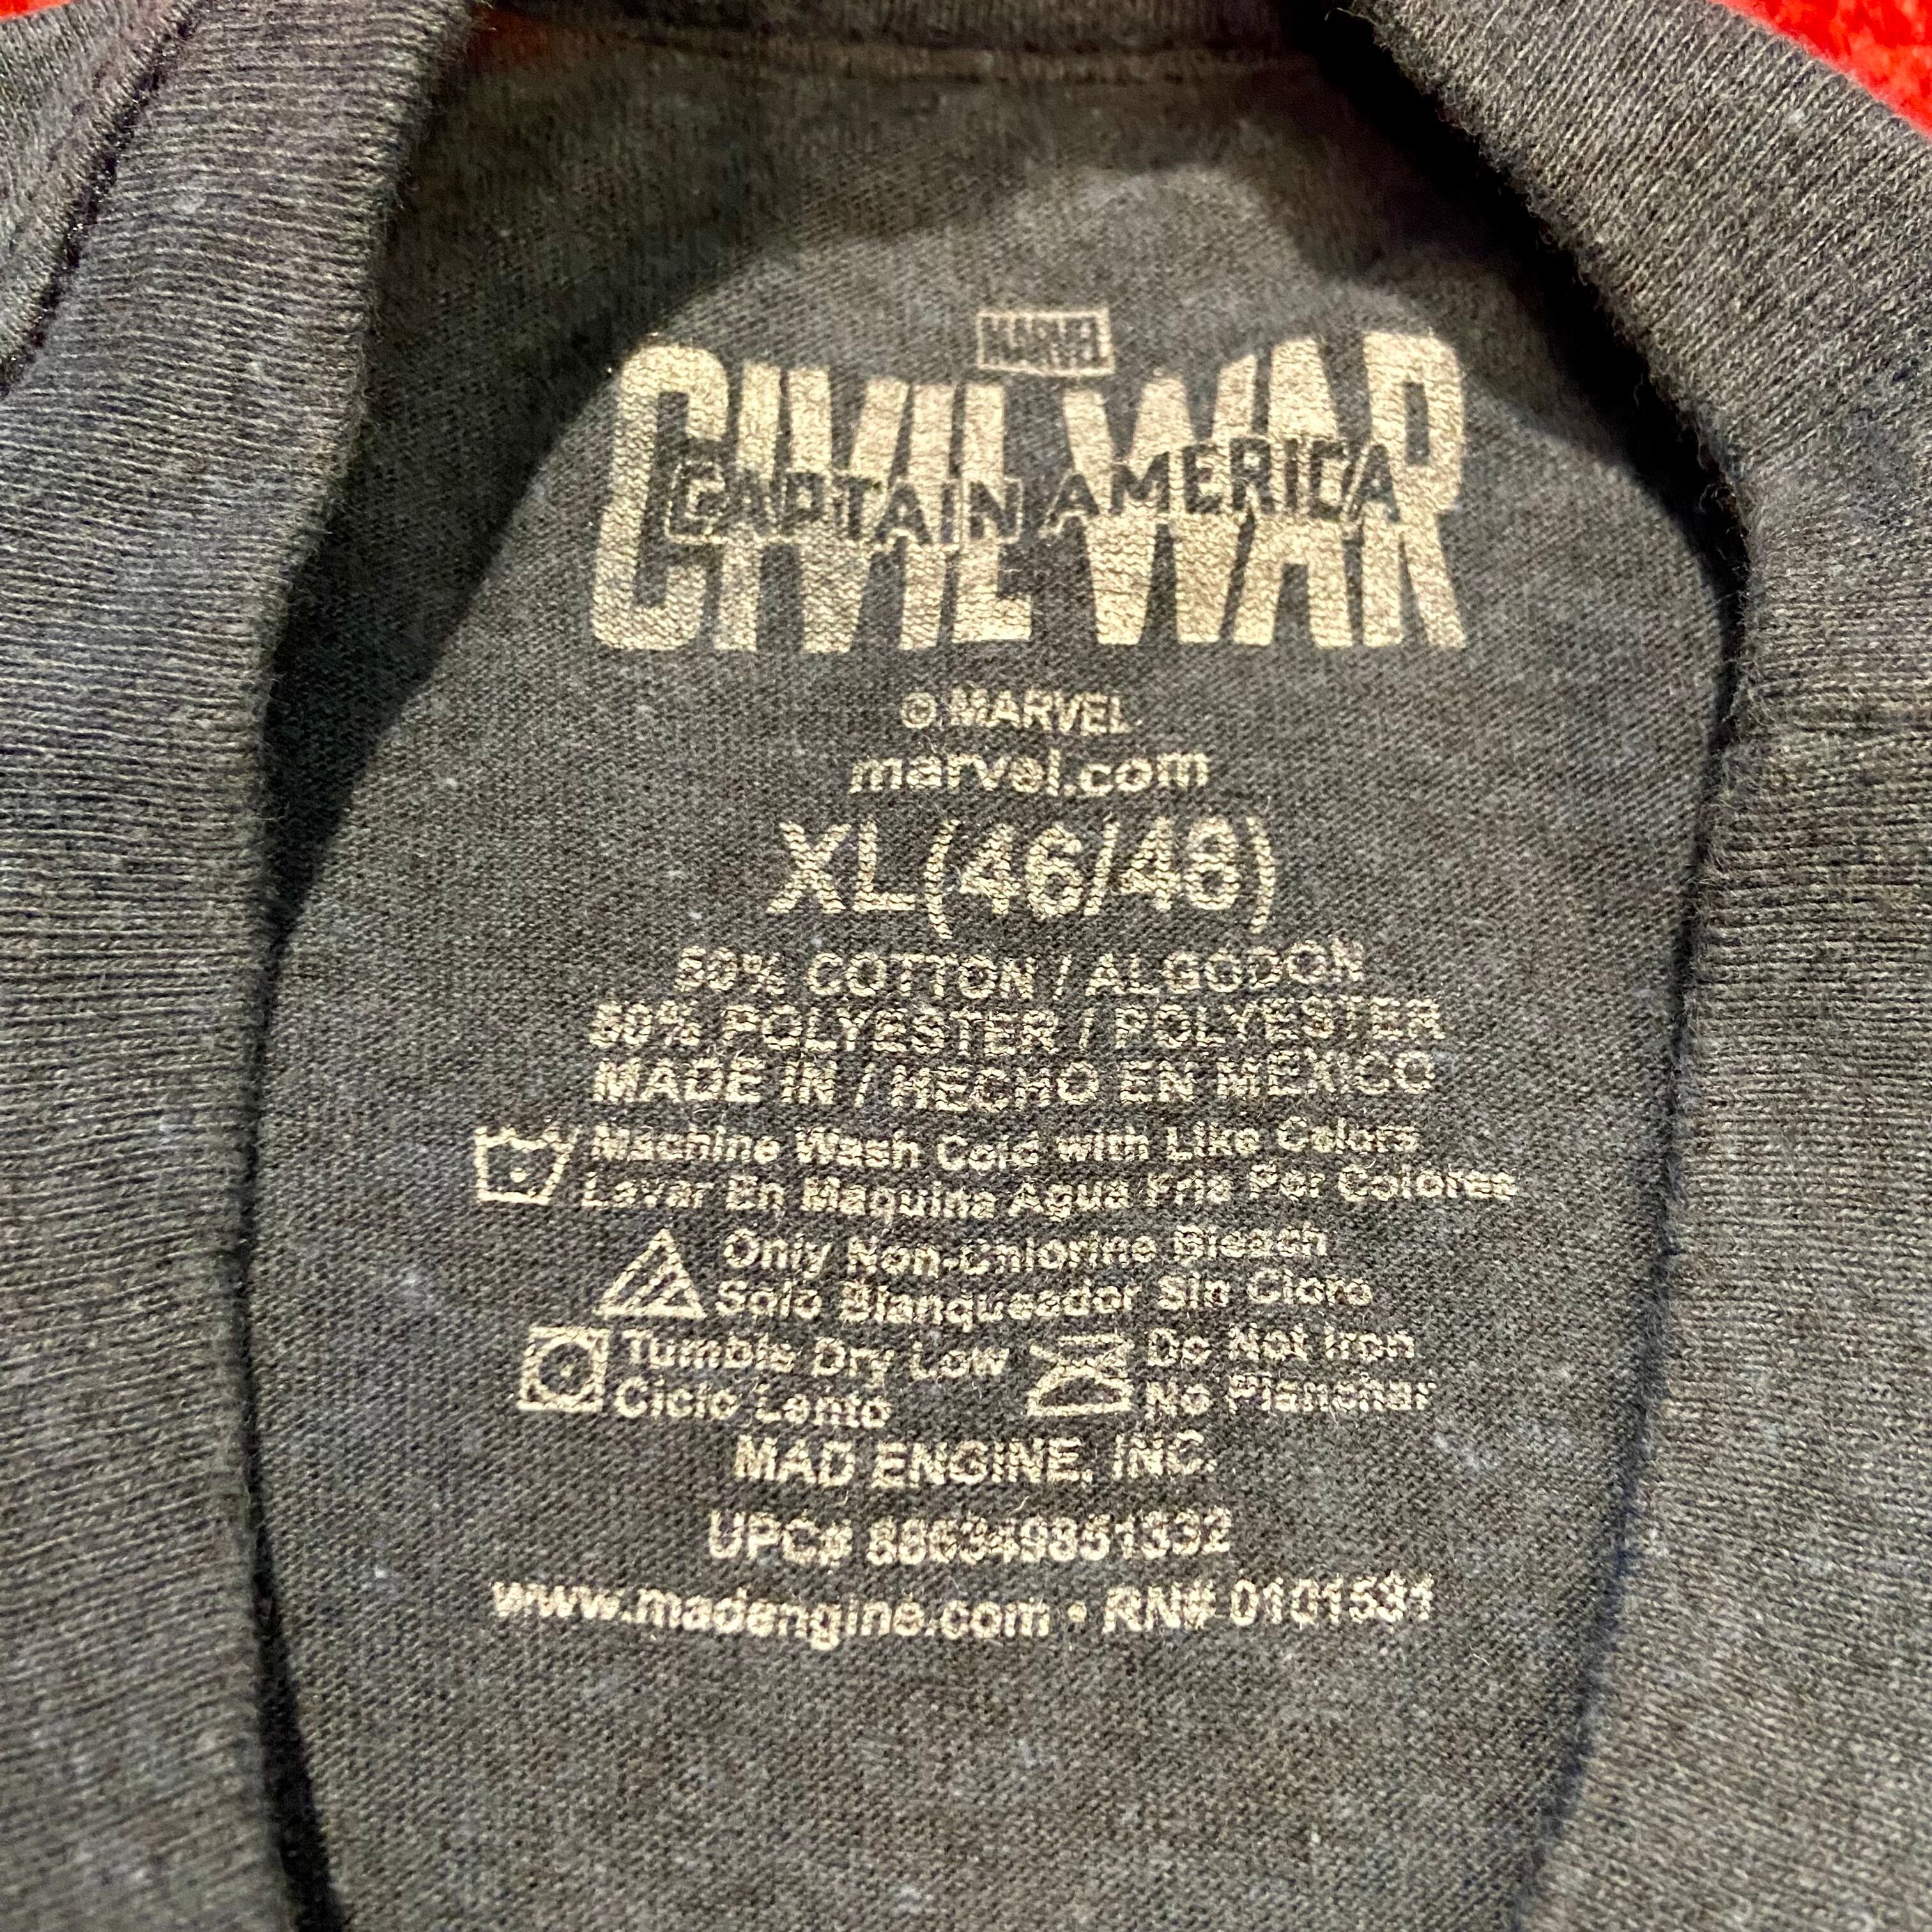 MARVEL
CIVIL WAR
CAPTAIN AMERICA
© MARVEL
marvel.com
XL(46/48)
50% COTTON / ALGODON
50% POLYESTER / POLYESTER
MADE IN / HECHO EN MEXICO
Machine Wash Cold with Like Colors
Lavar En Maquina Agua Fria Por Colores
Only Non-Chlorine Bleach
Solo Blanqueador Sin Cloro
Tumble Dry Low
Ciclo Lento
Do Not Iron
No Planchar
MAD ENGINE, INC.
UPC# 886349851332
www.madengine.com • RN# 0101531